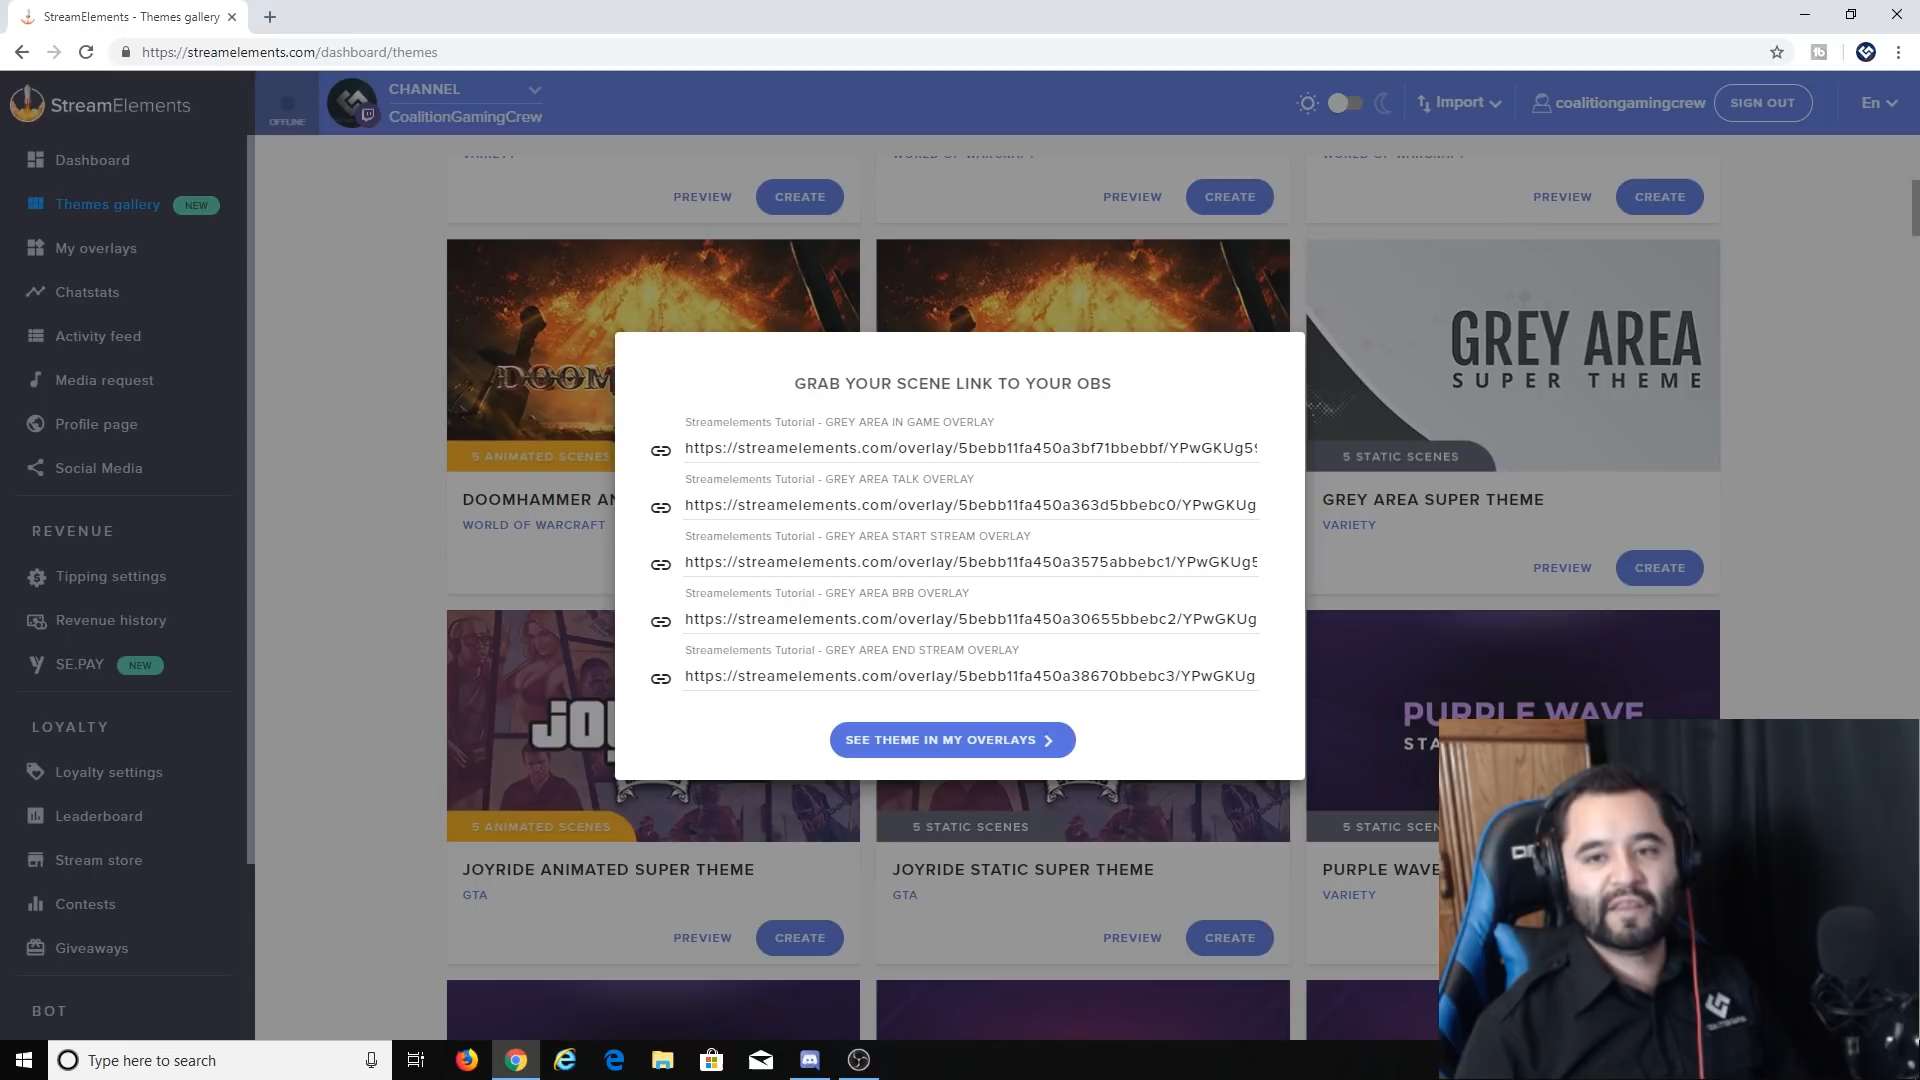 StreamElements - Themes gallery
https://streamelements.com/dashboard/themes
StreamElements
OFFLINE
CHANNEL
CoalitionGamingCrew
Import
coalitiongamingcrew
SIGN OUT
En
Dashboard
Themes gallery NEW
My overlays
Chatstats
Activity feed
Media request
Profile page
Social Media
REVENUE
Tipping settings
Revenue history
SE.PAY NEW
LOYALTY
Loyalty settings
Leaderboard
Stream store
Contests
Giveaways
BOT
VARIETY
WORLD OF WARCRAFT
WORLD OF WARCRAFT
PREVIEW CREATE
PREVIEW CREATE
PREVIEW CREATE
5 ANIMATED SCENES
GREY AREA
SUPER THEME
5 STATIC SCENES
DOOMHAMMER
WORLD OF WARCRAFT
GREY AREA SUPER THEME
VARIETY
PREVIEW CREATE
GRAB YOUR SCENE LINK TO YOUR OBS
Streamelements Tutorial - GREY AREA IN GAME OVERLAY
https://streamelements.com/overlay/5bebb11fa450a3bf71bbebbf/YPwGKUg59
Streamelements Tutorial - GREY AREA TALK OVERLAY
https://streamelements.com/overlay/5bebb11fa450a363d5bbebc0/YPwGKUg
Streamelements Tutorial - GREY AREA START STREAM OVERLAY
https://streamelements.com/overlay/5bebb11fa450a3575abbebc1/YPwGKUg5
Streamelements Tutorial - GREY AREA BRB OVERLAY
https://streamelements.com/overlay/5bebb11fa450a30655bbebc2/YPwGKUg
Streamelements Tutorial - GREY AREA END STREAM OVERLAY
https://streamelements.com/overlay/5bebb11fa450a38670bbebc3/YPwGKUg
SEE THEME IN MY OVERLAYS
PURPLE WAVE
5 ANIMATED SCENES
5 STATIC SCENES
5 STATIC SCEN
JOYRIDE ANIMATED SUPER THEME
GTA
JOYRIDE STATIC SUPER THEME
GTA
PURPLE WAVE
VARIETY
PREVIEW CREATE
PREVIEW CREATE
Type here to search